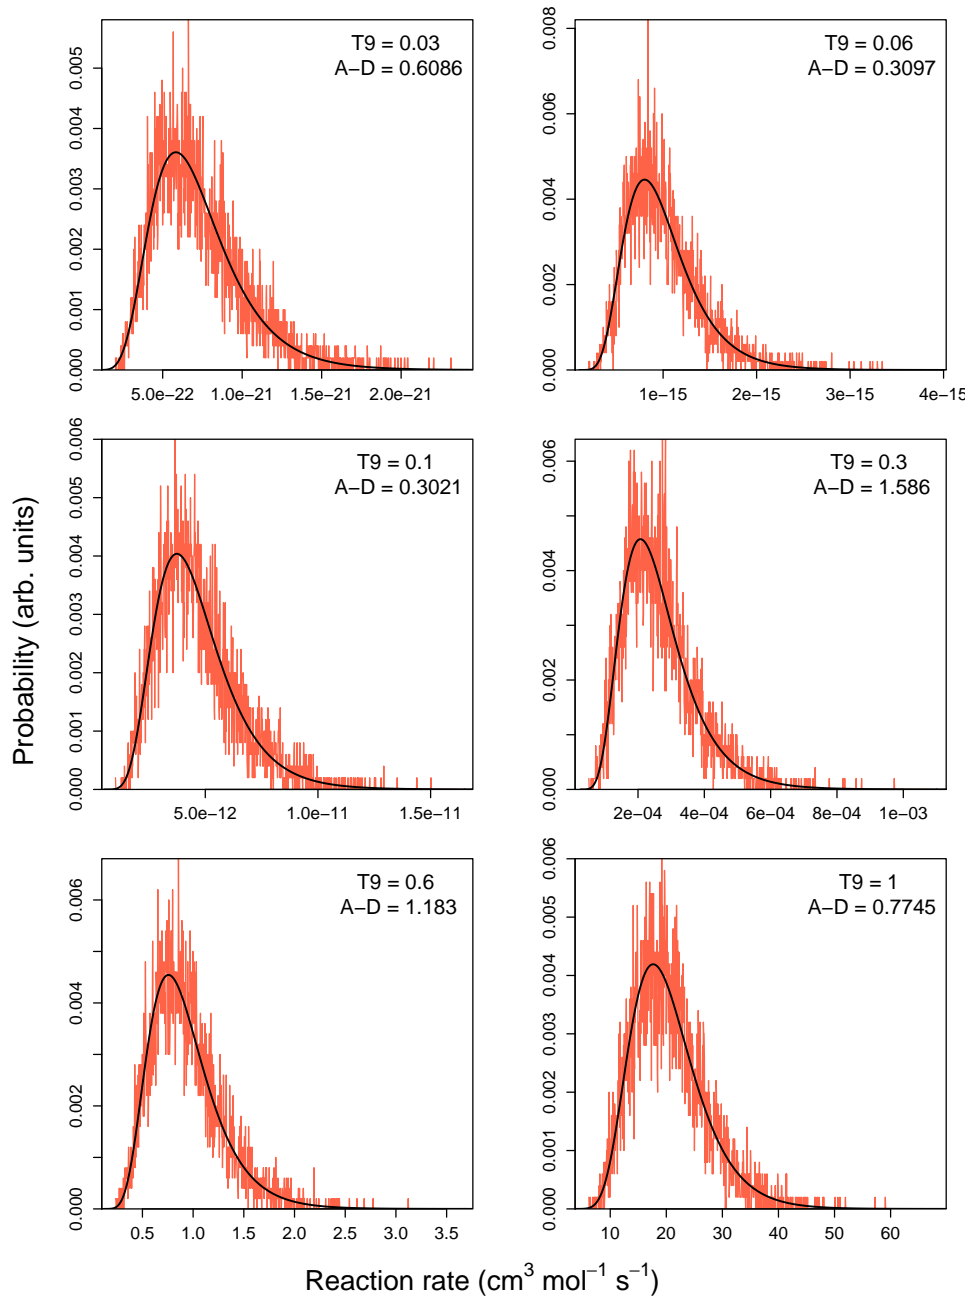 T9 = 0.03
A−D = 0.6086
0.000 0.001 0.002 0.003 0.004 0.005
5.0e−22 1.0e−21 1.5e−21 2.0e−21
T9 = 0.06
A−D = 0.3097
0.000 0.002 0.004 0.006 0.008
1e−15 2e−15 3e−15 4e−15
T9 = 0.1
A−D = 0.3021
0.000 0.001 0.002 0.003 0.004 0.005 0.006
5.0e−12 1.0e−11 1.5e−11
T9 = 0.3
A−D = 1.586
0.000 0.002 0.004 0.006
2e−04 4e−04 6e−04 8e−04 1e−03
T9 = 0.6
A−D = 1.183
0.000 0.002 0.004 0.006
0.5 1.0 1.5 2.0 2.5 3.0 3.5
T9 = 1
A−D = 0.7745
0.000 0.001 0.002 0.003 0.004 0.005 0.006
10 20 30 40 50 60
Probability (arb. units)
Reaction rate (cm³ mol⁻¹ s⁻¹)